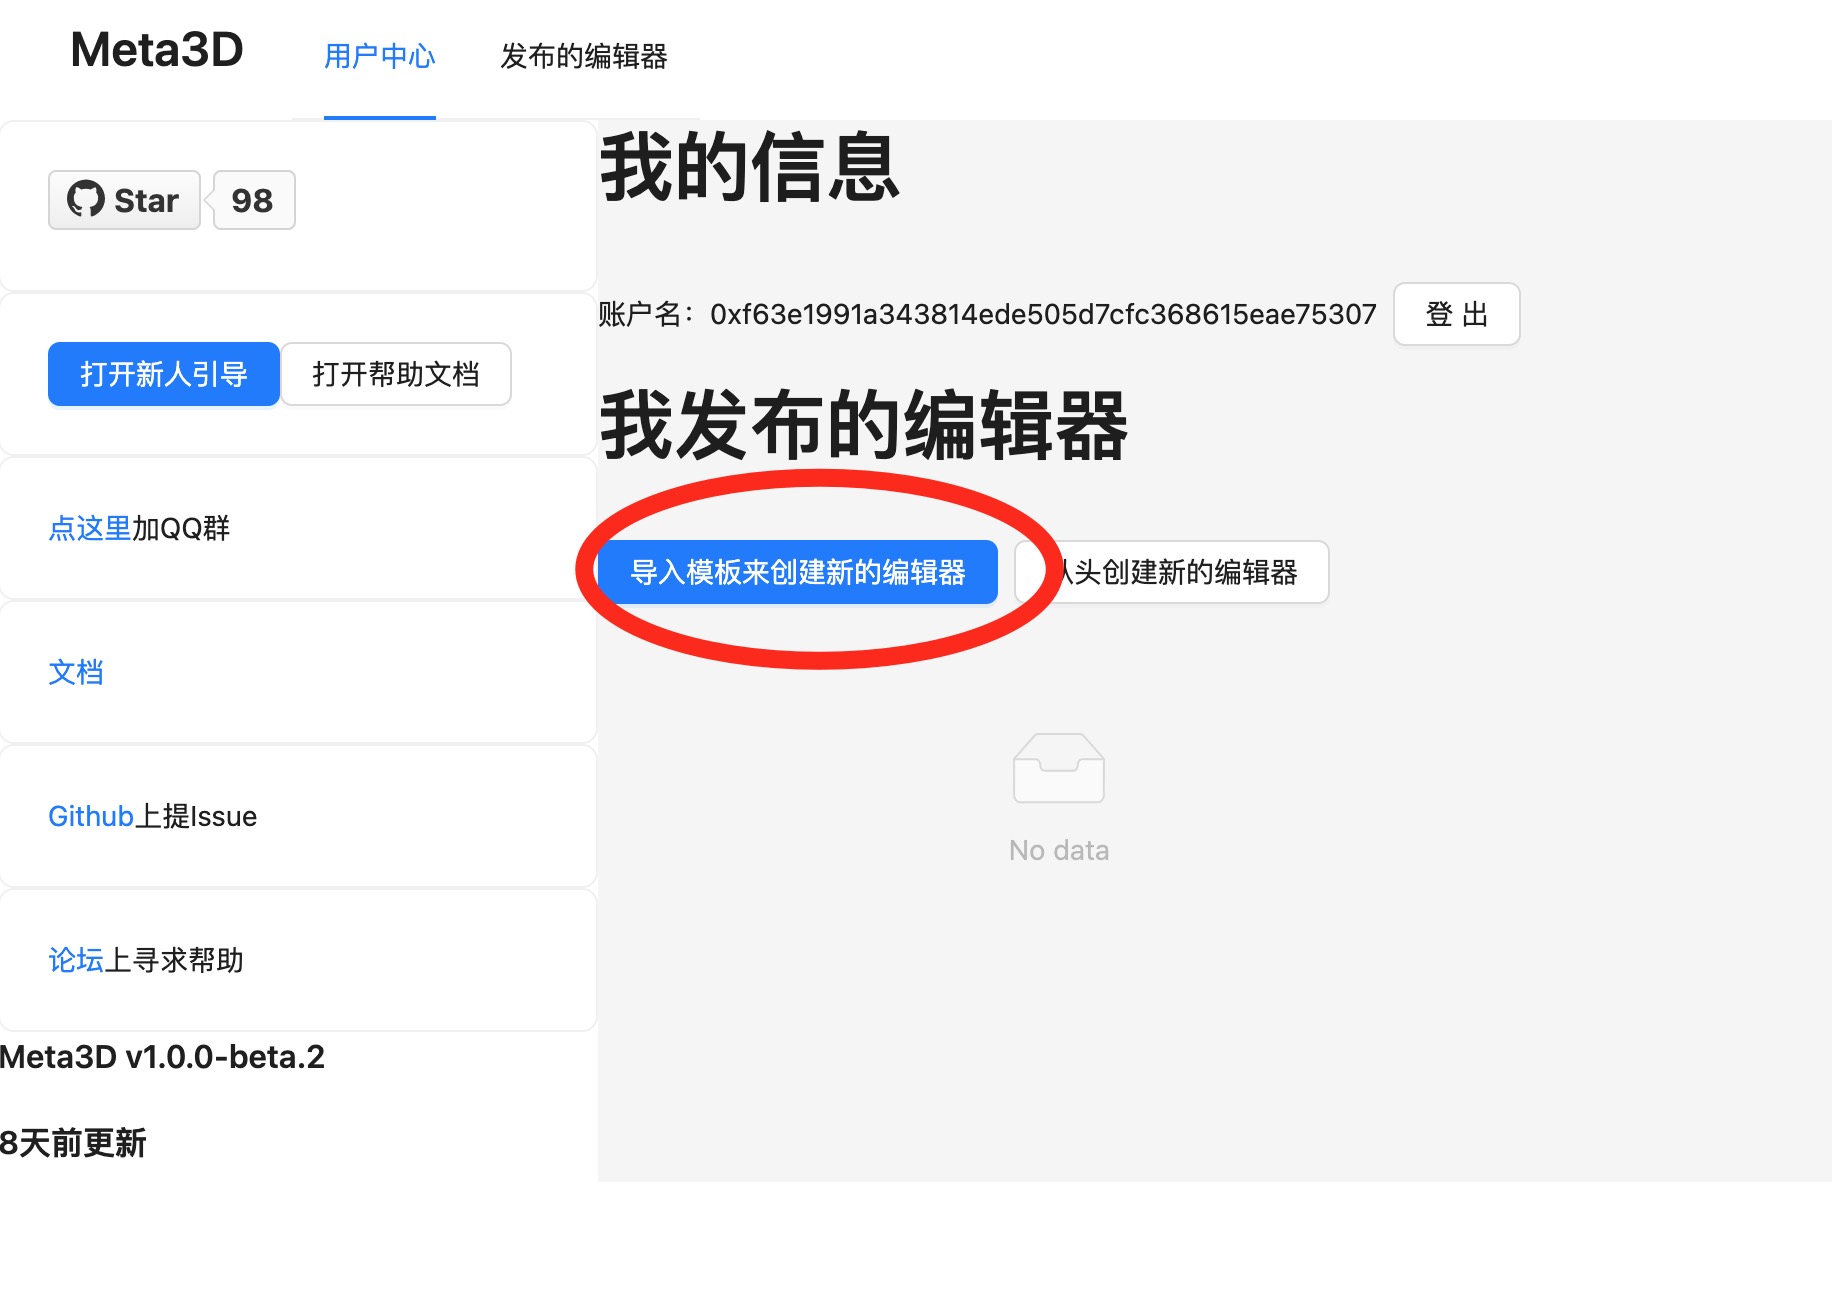 Meta3D 用户中心 发布的编辑器
Star 98
打开新人引导 打开帮助文档
点这里加QQ群
文档
Github上提Issue
论坛上寻求帮助
Meta3D v1.0.0-beta.2
8天前更新
我的信息
账户名：0xf63e1991a343814ede505d7cfc368615eae75307 登 出
我发布的编辑器
导入模板来创建新的编辑器 从头创建新的编辑器
No data